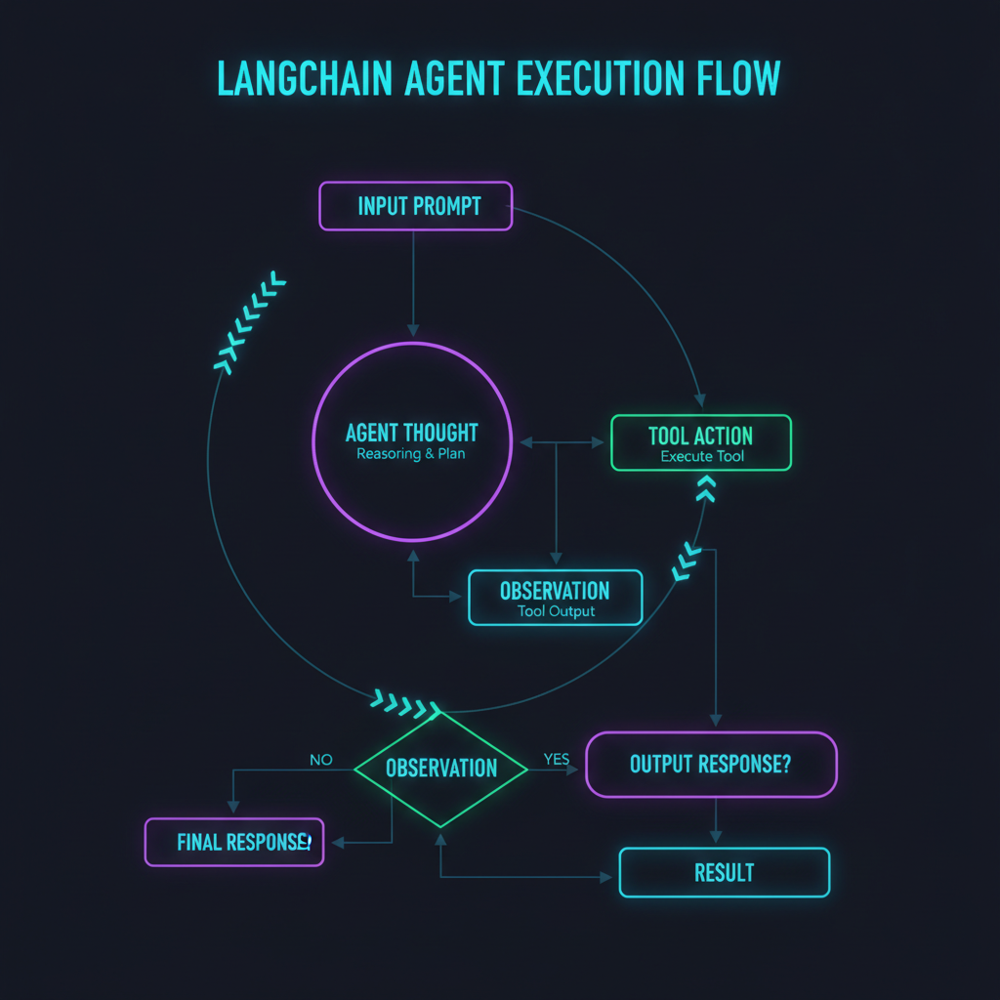 LANGCHAIN AGENT EXECUTION FLOW
INPUT PROMPT
AGENT THOUGHT
Reasoring & Plan
TOOL ACTION
Execute Tool
OBSERVATION
Tool Output
NO
OBSERVATION
YES
OUTPUT RESPONSE?
FINAL RESPONSE
RESULT